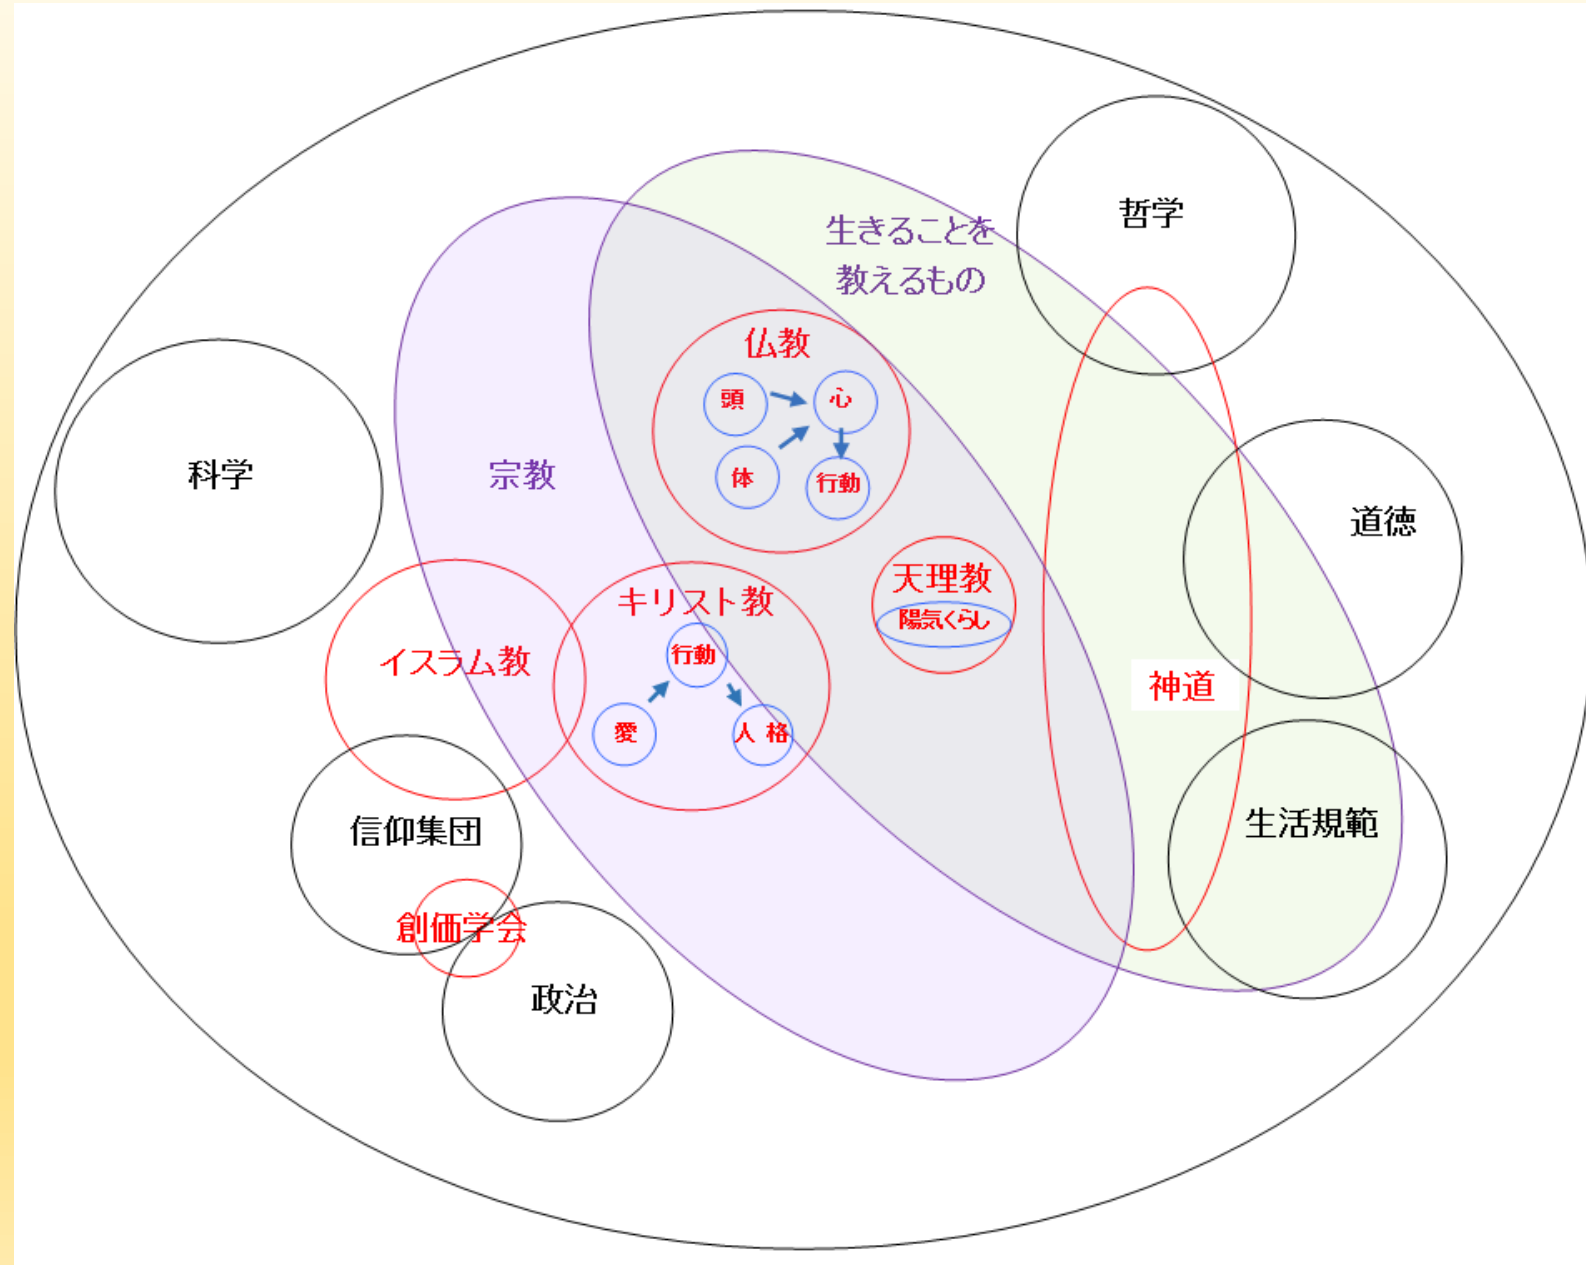 哲学
生きることを
教えるもの
仏教
頭
心
体
行動
科学
宗教
道徳
天理教
陽気くらし
キリスト教
行動
愛
人 格
イスラム教
神道
信仰集団
生活規範
創価学会
政治